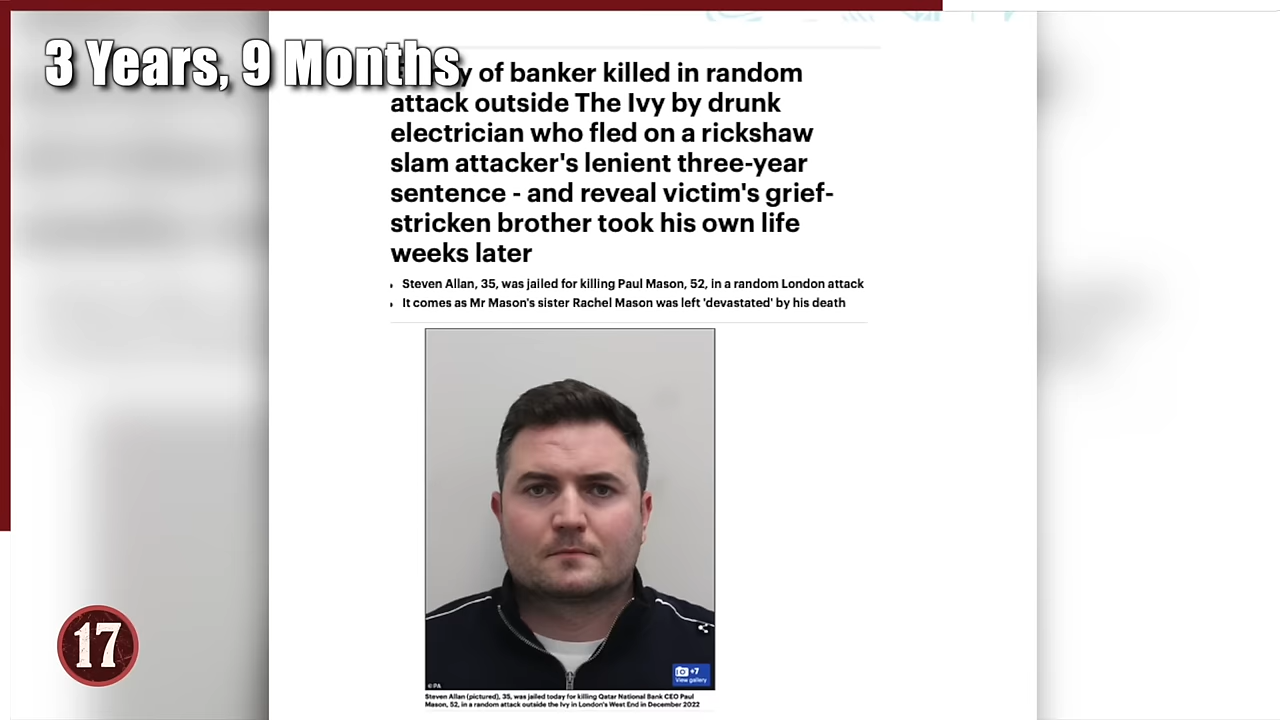 3 Years, 9 Months
y of banker killed in random
attack outside The Ivy by drunk
electrician who fled on a rickshaw
slam attacker's lenient three-year
sentence - and reveal victim's grief-
stricken brother took his own life
weeks later
Steven Allan, 35, was jailed for killing Paul Mason, 52, in a random London attack
It comes as Mr Mason's sister Rachel Mason was left 'devastated' by his death
+7
View gallery
© PA
Steven Allan (pictured), 35, was jailed today for killing Qatar National Bank CEO Paul
Mason, 52, in a random attack outside the Ivy in London's West End in December 2022
17